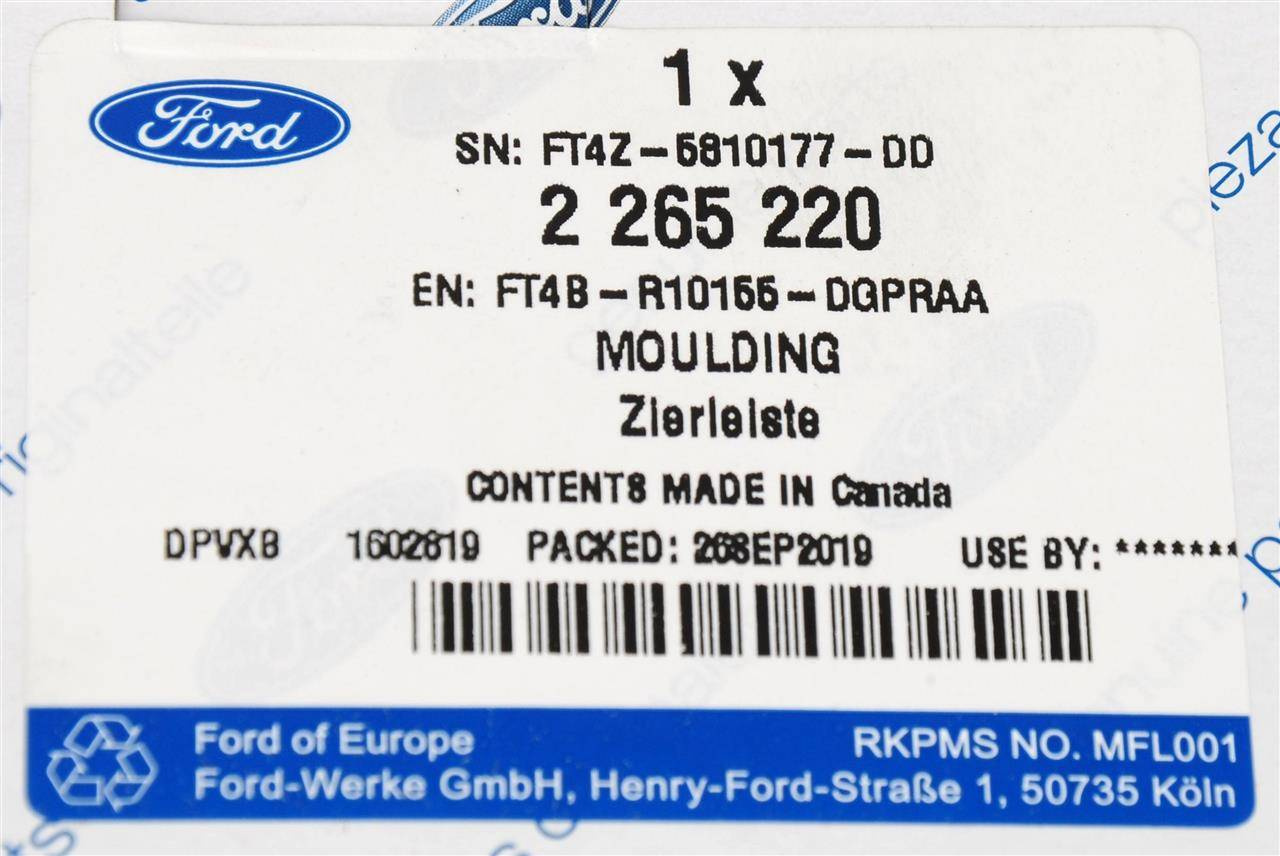 Ford
1 x
SN: FT4Z-5810177-DD
2 265 220
EN: FT4B-R10155-DGPRAA
MOULDING
Zierleiste
CONTENTS MADE IN Canada
DPVXB 1602819 PACKED: 26SEP2019 USE BY: *******
Ford of Europe RKPMS NO. MFL001
Ford-Werke GmbH, Henry-Ford-Straße 1, 50735 Köln